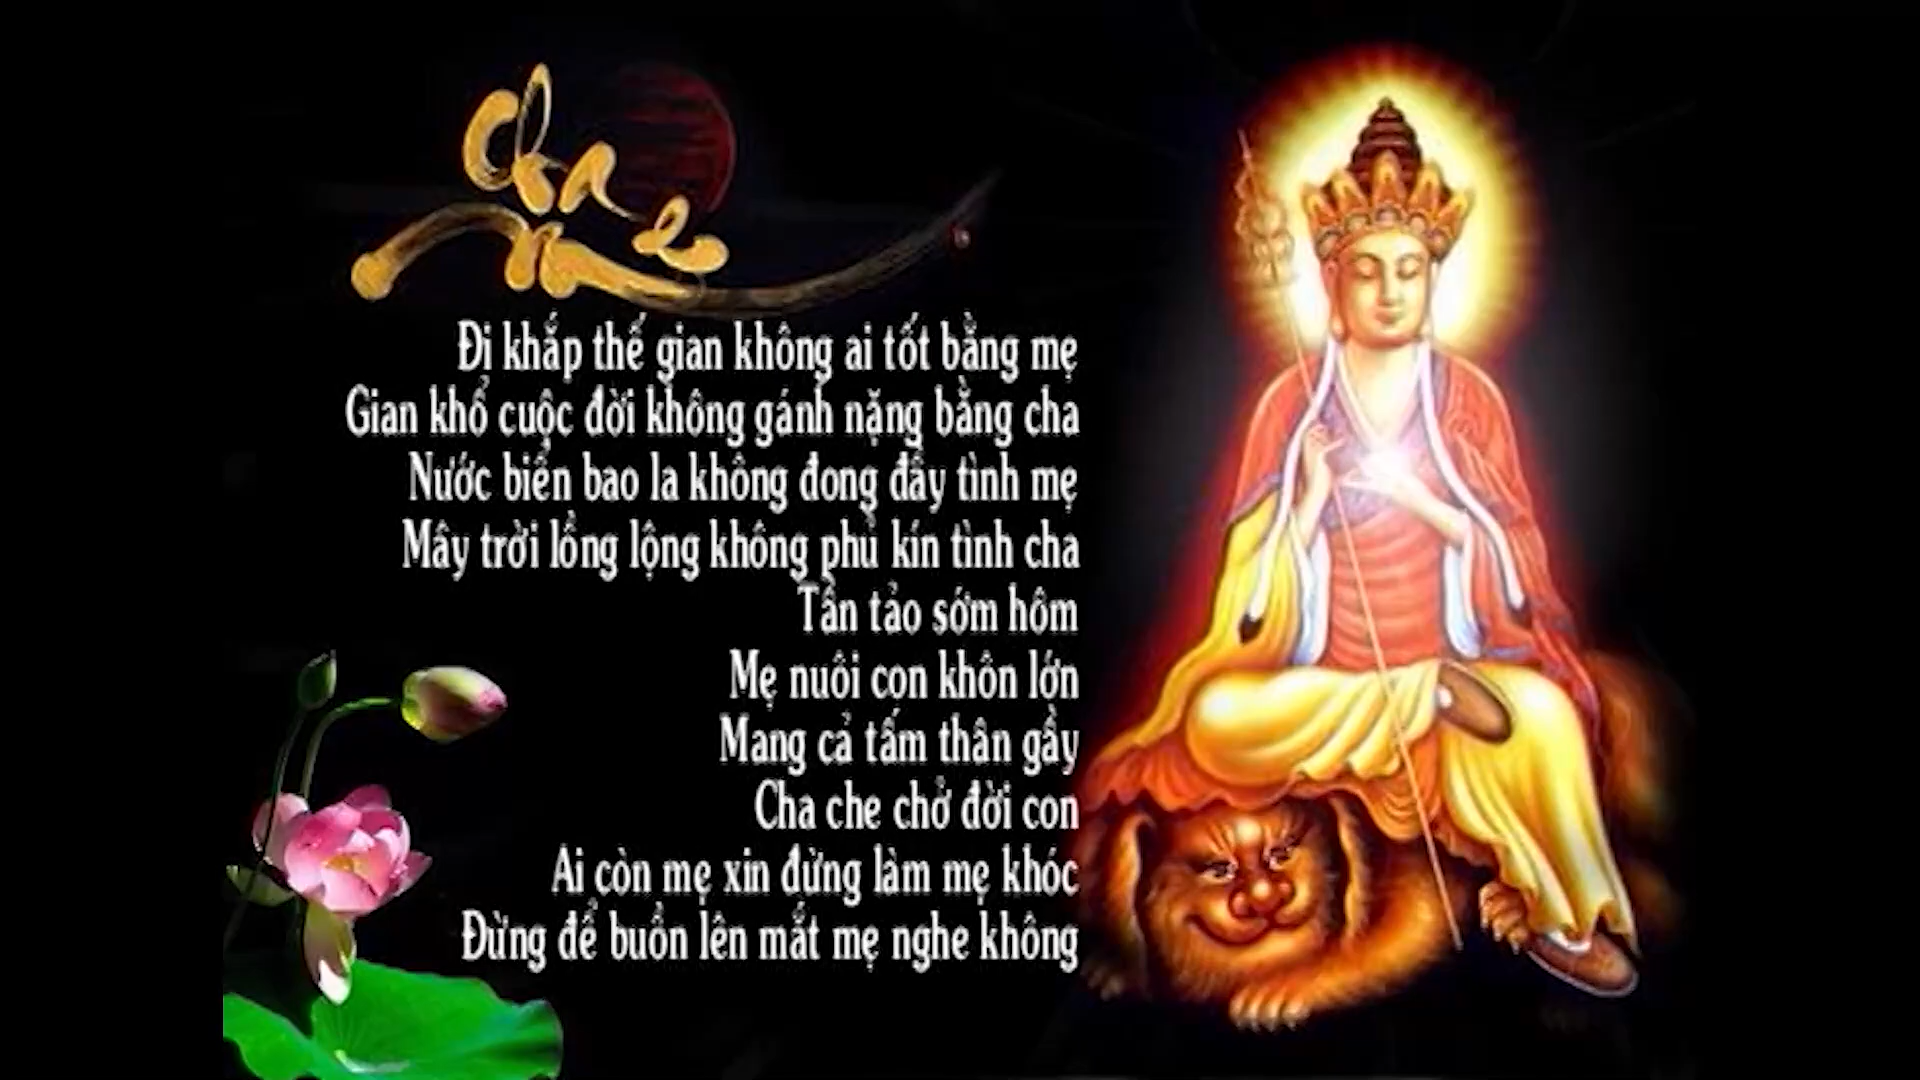 Cha
Mẹ
Đi khắp thế gian không ai tốt bằng mẹ
Gian khổ cuộc đời không gánh nặng bằng cha
Nước biển bao la không đong đầy tình mẹ
Mây trời lồng lộng không phủ kín tình cha
Tần tảo sớm hôm
Mẹ nuôi con khôn lớn
Mang cả tấm thân gầy
Cha che chở đời con
Ai còn mẹ xin đừng làm mẹ khóc
Đừng để buồn lên mắt mẹ nghe không